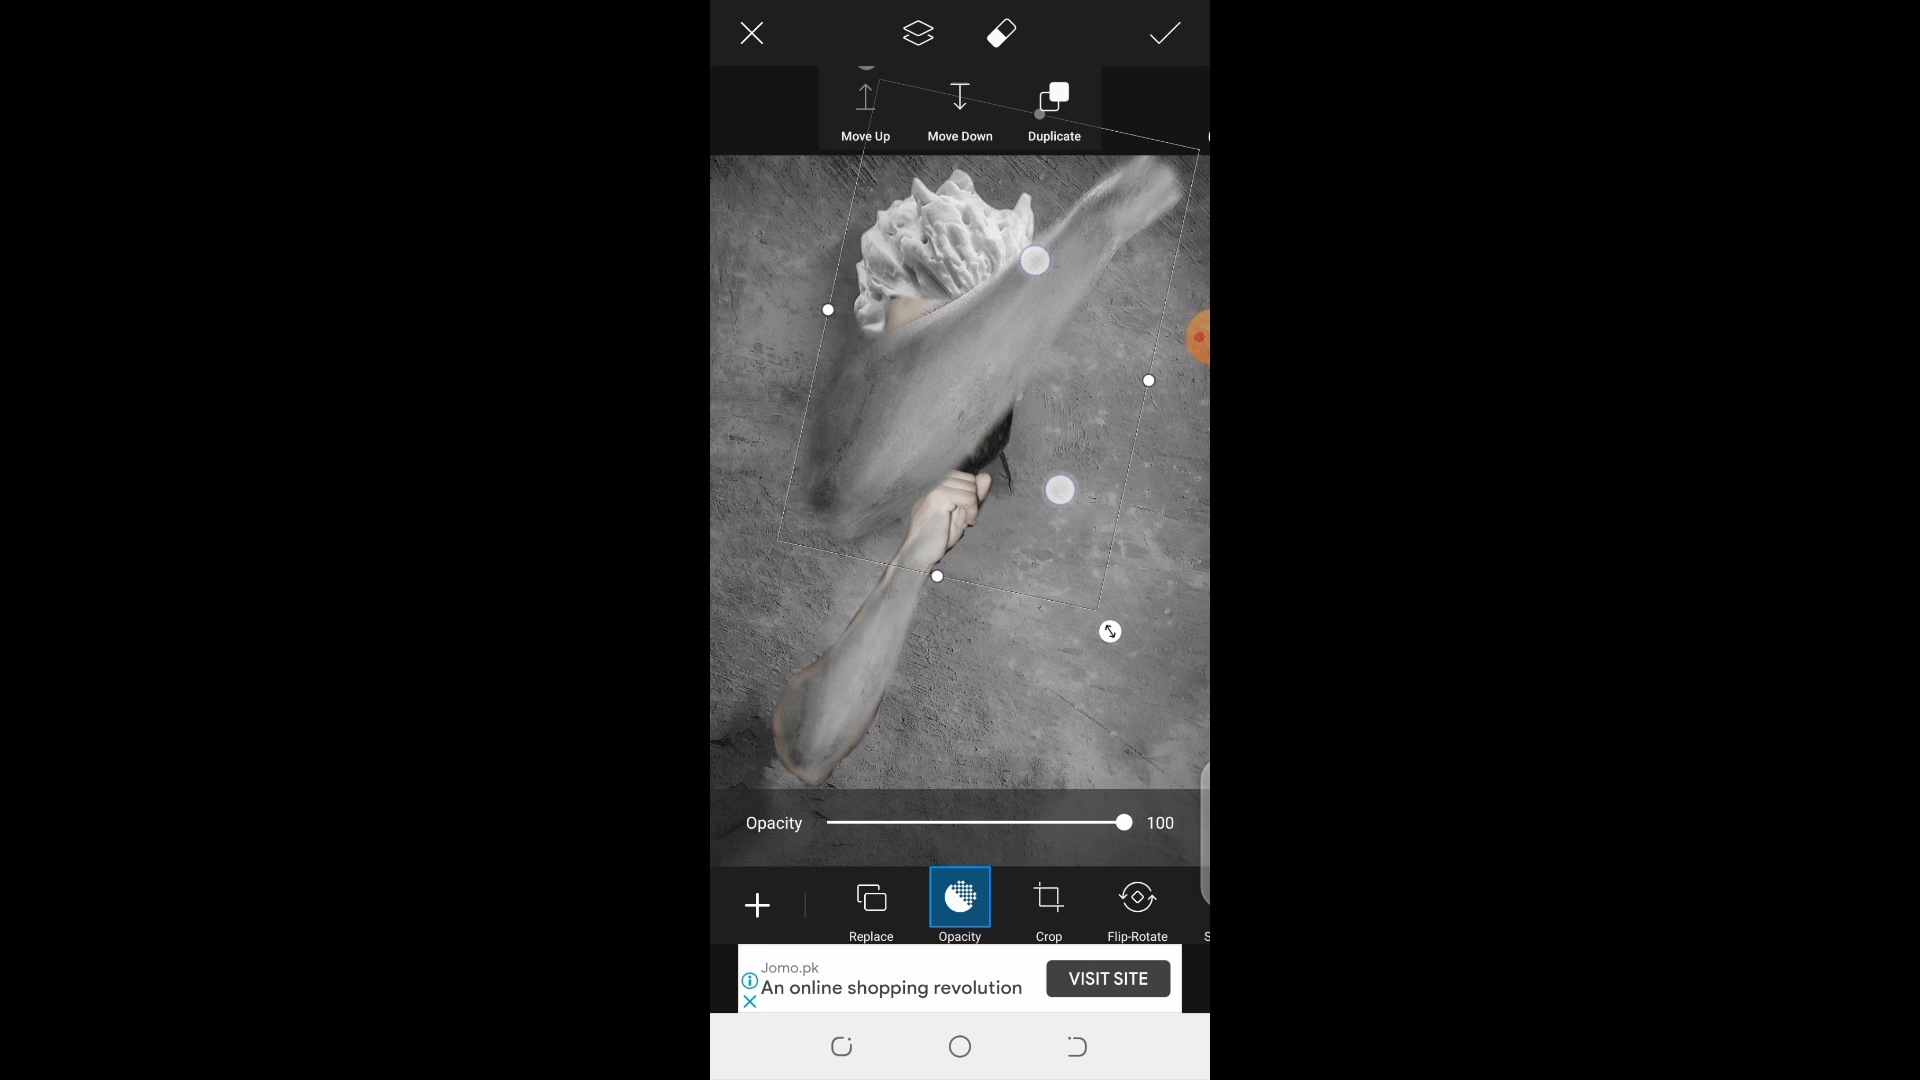 Move Up
Move Down
Duplicate
Opacity
100
Replace
Opacity
Crop
Flip-Rotate
S
Jomo.pk
An online shopping revolution
VISIT SITE